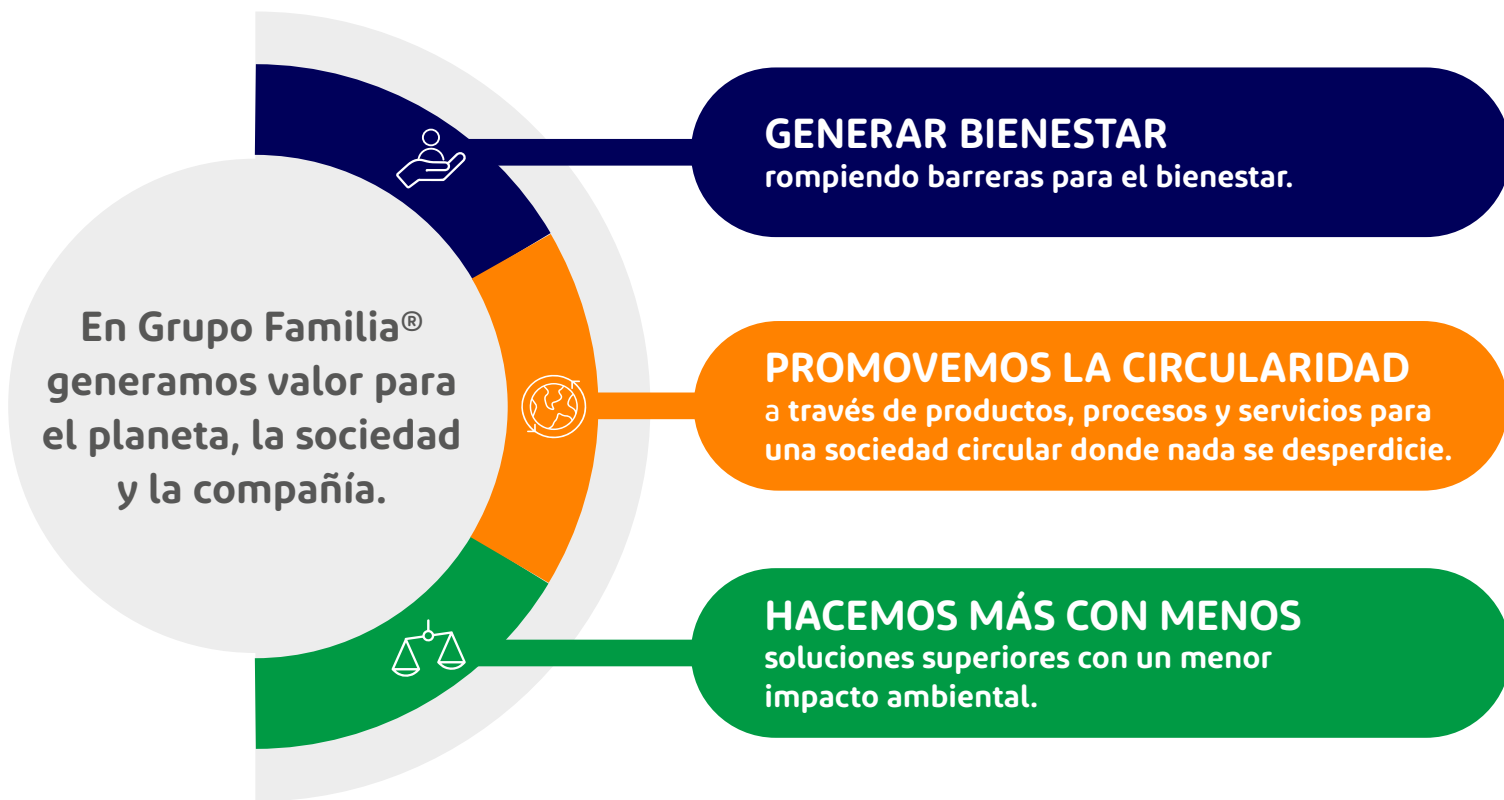 En Grupo Familia®
generamos valor para
el planeta, la sociedad
y la compañía.
GENERAR BIENESTAR
rompiendo barreras para el bienestar.
PROMOVEMOS LA CIRCULARIDAD
a través de productos, procesos y servicios para
una sociedad circular donde nada se desperdicie.
HACEMOS MÁS CON MENOS
soluciones superiores con un menor
impacto ambiental.